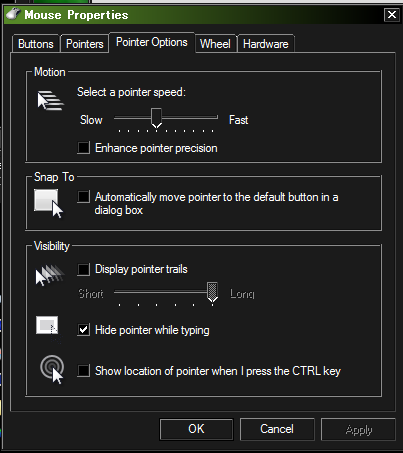 Mouse Properties
Buttons Pointers Pointer Options Wheel Hardware
Motion
Select a pointer speed:
Slow Fast
Enhance pointer precision
Snap To
Automatically move pointer to the default button in a
dialog box
Visibility
Display pointer trails
Short Long
Hide pointer while typing
Show location of pointer when I press the CTRL key
OK Cancel Apply